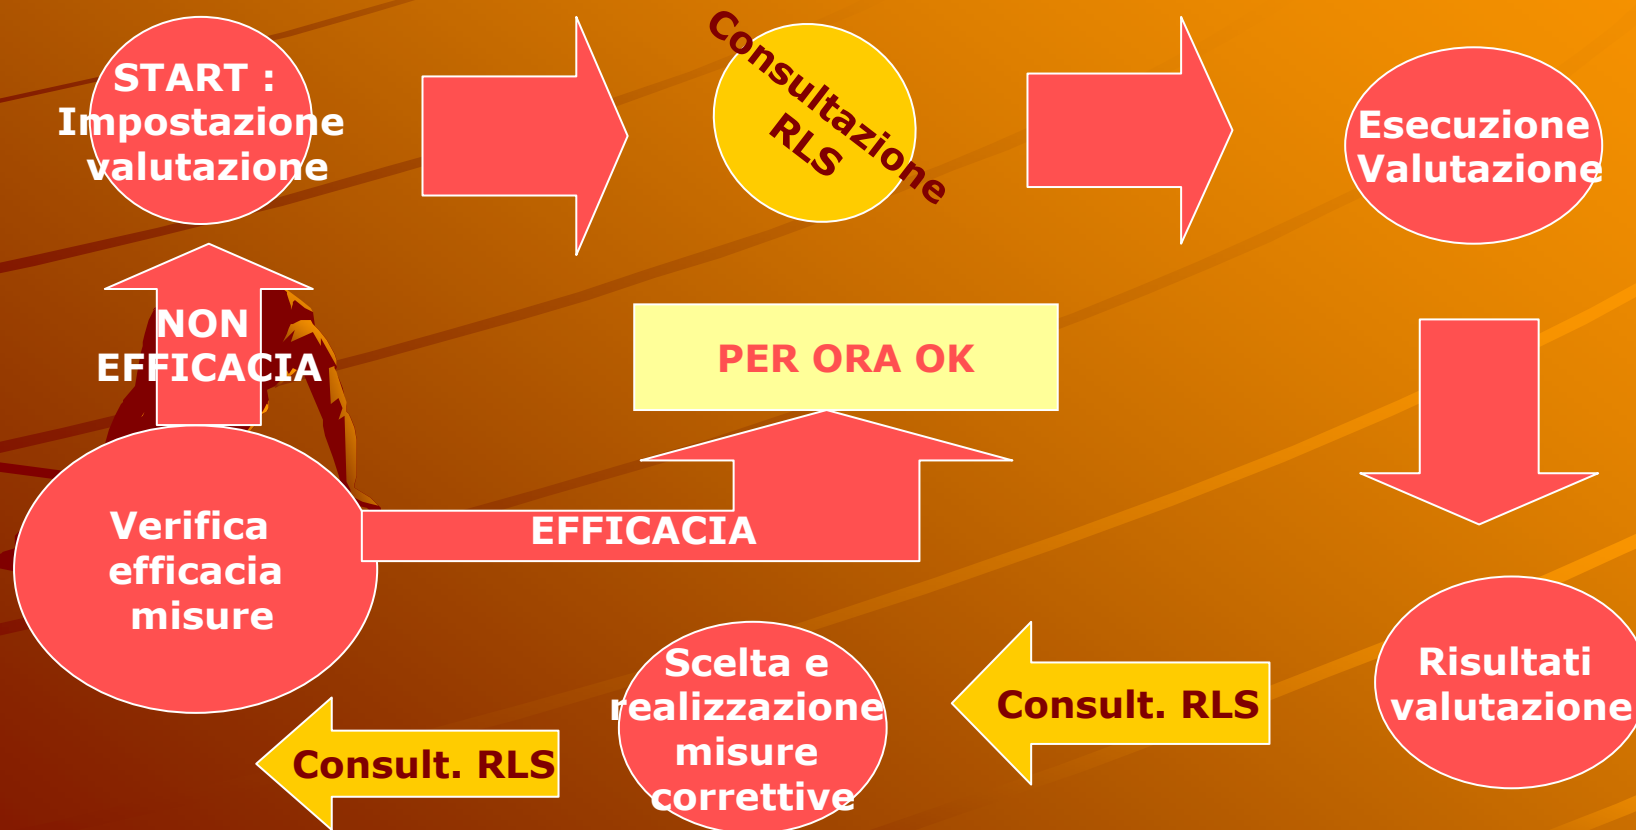 START :
Impostazione
valutazione
Consultazione
RLS
Esecuzione
Valutazione
NON
EFFICACIA
PER ORA OK
Verifica
efficacia
misure
EFFICACIA
Scelta e
realizzazione
misure
correttive
Consult. RLS
Risultati
valutazione
Consult. RLS